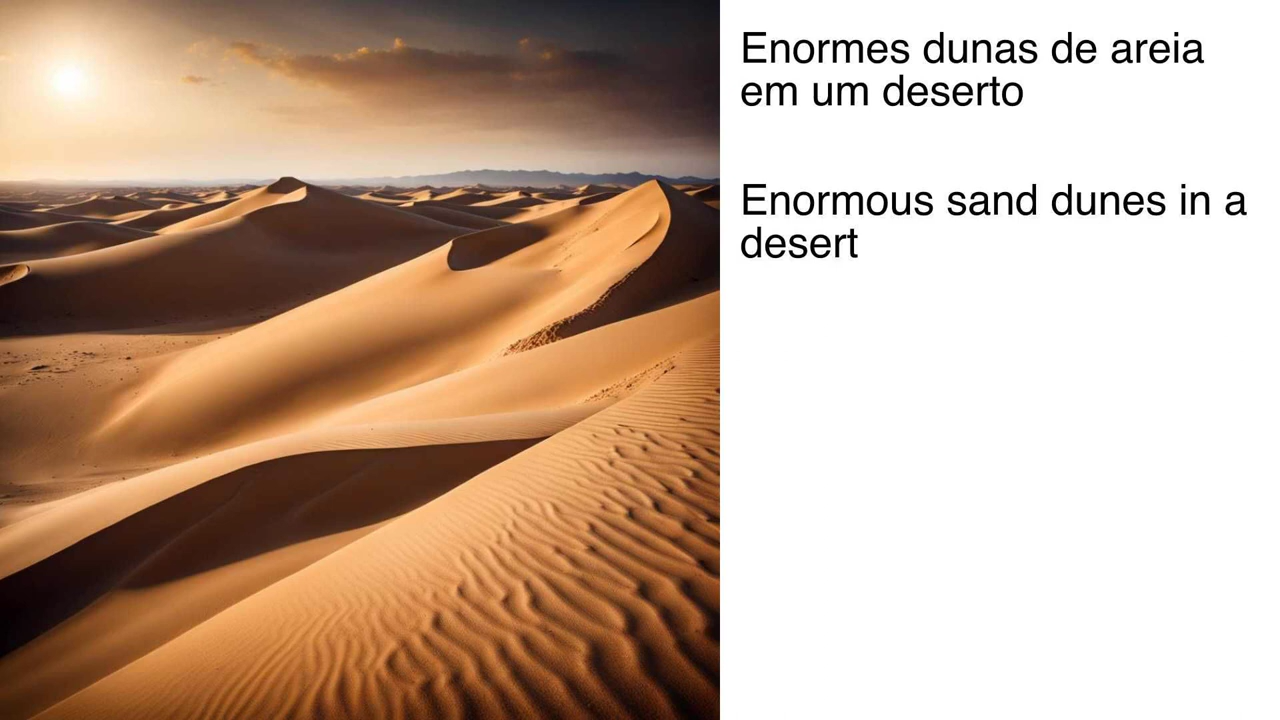 Enormes dunas de areia
em um deserto
Enormous sand dunes in a
desert